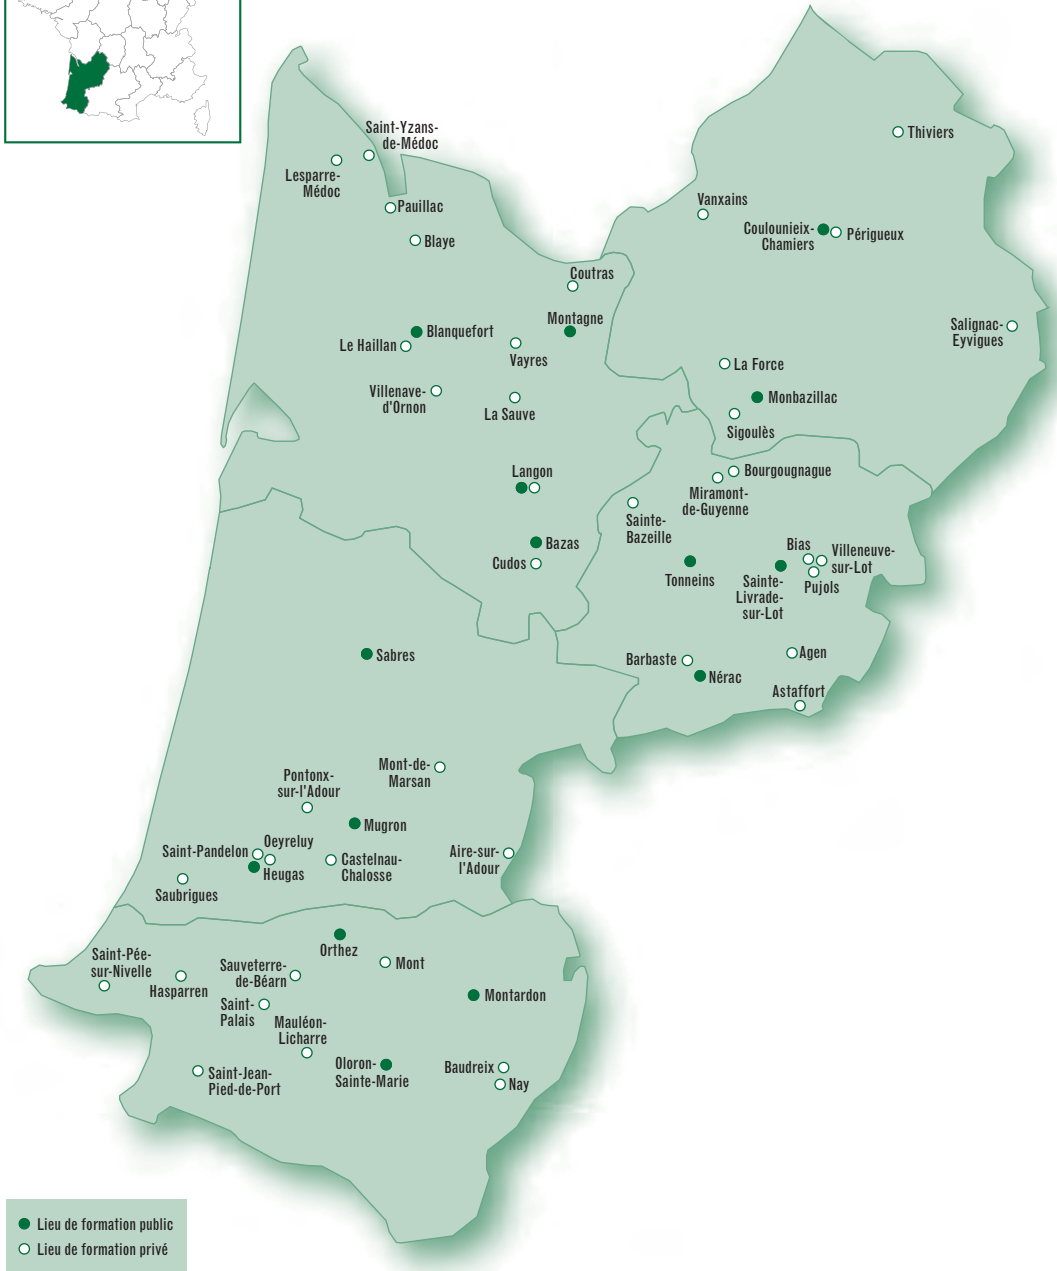 Saint-Yzans-
de-Médoc
Lesparre-
Médoc
Pauillac
Blaye
Thiviers
Vanxains
Coulounieix-
Chamiers
Périgueux
Coutras
Montagne
Blanquefort
Le Haillan
Vayres
Salignac-
Eyvigues
La Force
Villenave-
d'Ornon
La Sauve
Monbazillac
Sigoulès
Langon
Bourgougnague
Miramont-
de-Guyenne
Sainte-
Bazeille
Bazas
Cudos
Bias
Villeneuve-
sur-Lot
Pujols
Tonneins
Sainte-
Livrade-
sur-Lot
Sabres
Barbaste
Nérac
Agen
Astaffort
Mont-de-
Marsan
Pontonx-
sur-l'Adour
Mugron
Saint-Pandelon
Oeyreluy
Heugas
Castelnau-
Chalosse
Aire-sur-
l'Adour
Saubrigues
Orthez
Mont
Saint-Pée-
sur-Nivelle
Hasparren
Sauveterre-
de-Béarn
Saint-
Palais
Montardon
Mauléon-
Licharre
Oloron-
Sainte-Marie
Baudreix
Nay
Saint-Jean-
Pied-de-Port
Lieu de formation public
Lieu de formation privé